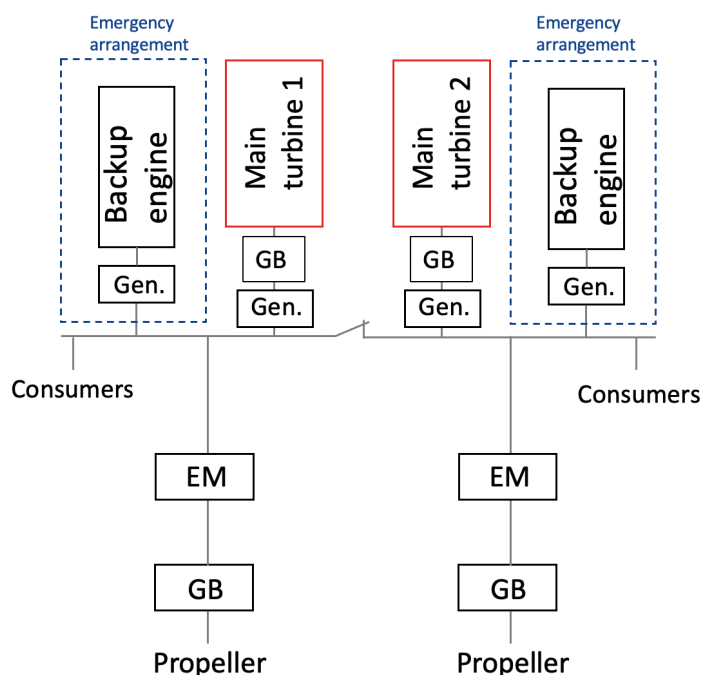 Emergency
arrangement
Emergency
arrangement
Backup
engine
Main
turbine 1
Main
turbine 2
Backup
engine
GB
GB
Gen.
Gen.
Gen.
Gen.
Consumers
Consumers
EM
EM
GB
GB
Propeller
Propeller